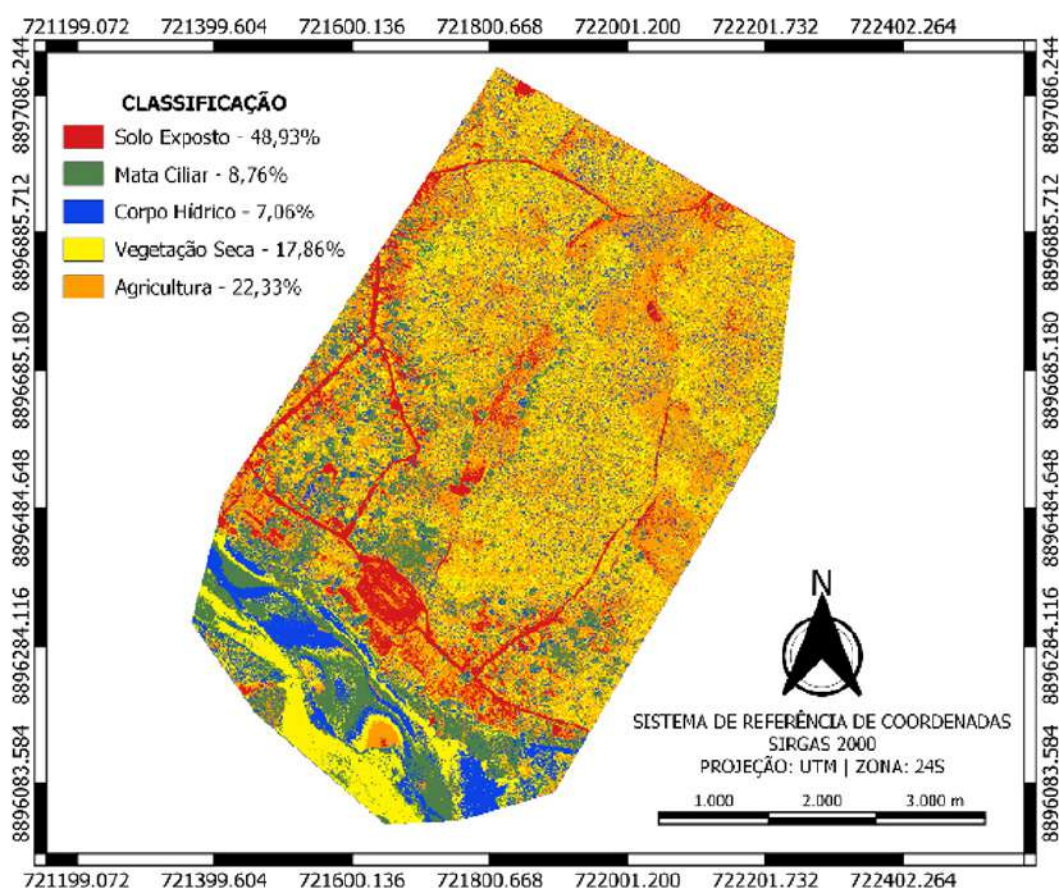 721199.072 721399.604 721600.136 721800.668 722001.200 722201.732 722402.264
8897086.244
8896885.712
8896685.180
8896484.648
8896284.116
8896083.584
CLASSIFICAÇÃO
Solo Exposto - 48,93%
Mata Ciliar - 8,76%
Corpo Hídrico - 7,06%
Vegetação Seca - 17,86%
Agricultura - 22,33%
N
SISTEMA DE REFERÊNCIA DE COORDENADAS
SIRGAS 2000
PROJEÇÃO: UTM | ZONA: 24S
1.000 2.000 3.000 m
8897086.244
8896885.712
8896685.180
8896484.648
8896284.116
8896083.584
721199.072 721399.604 721600.136 721800.668 722001.200 722201.732 722402.264